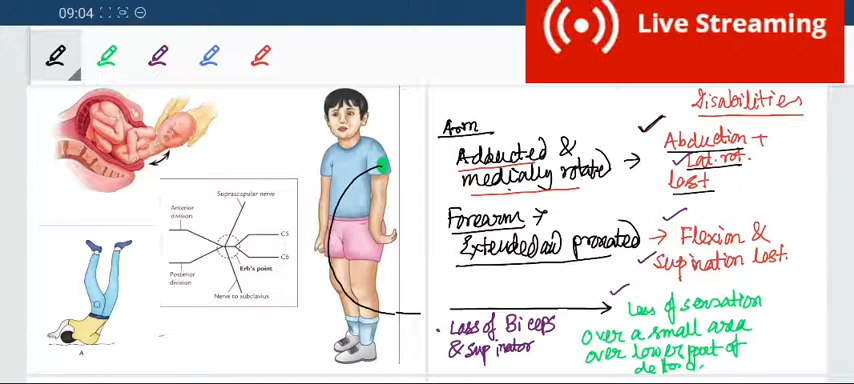 09:04
Live Streaming
Disabilities
Arm
Adducted &
medially rotated
→ Abduction +
Lat. rot.
lost
Forearm →
Extended and pronated
→ Flexion &
Supination lost.
Suprascapular nerve
Anterior
division
C5
C6
Erb's point
Posterior
division
Nerve to subclavius
A
. Loss of Biceps
& supinator
Loss of sensation
over a small area
over lower part of
deltoid.